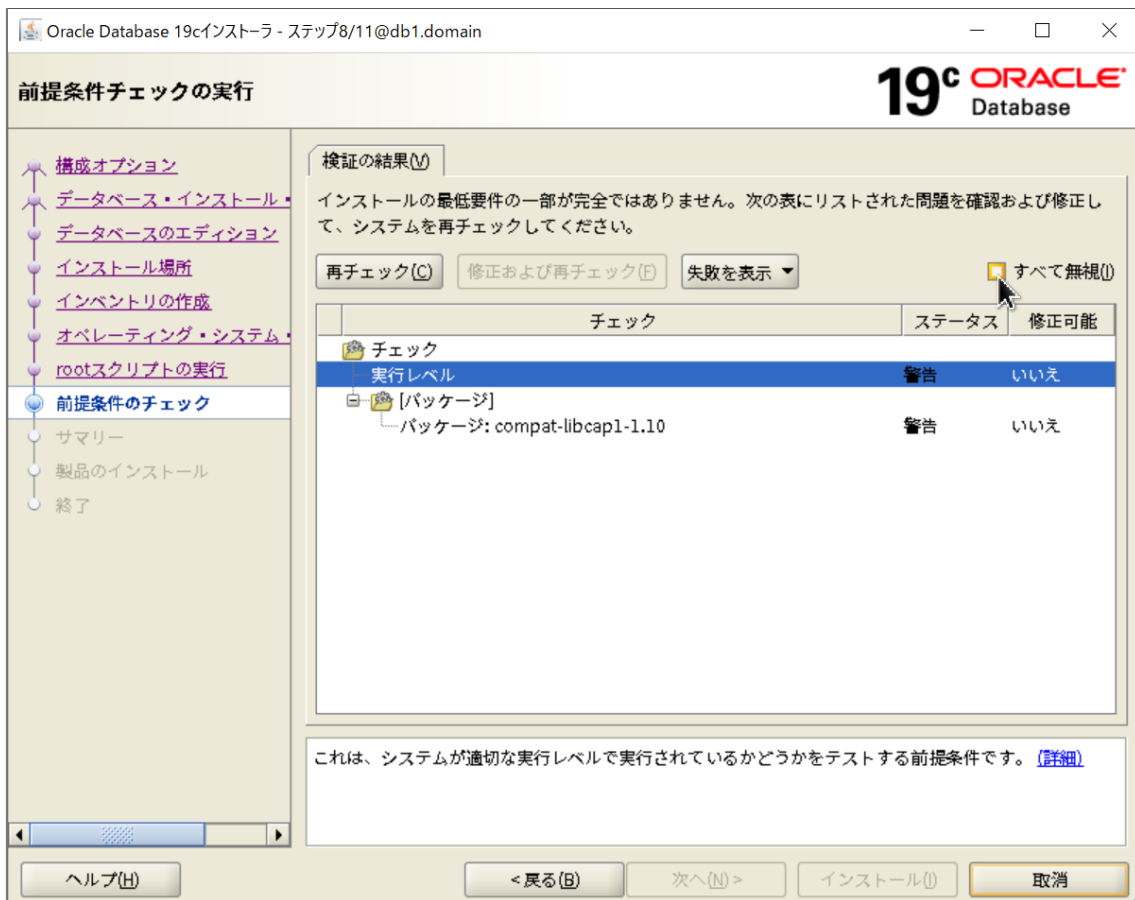 Oracle Database 19cインストーラ - ステップ8/11@db1.domain
前提条件チェックの実行
19c ORACLE
Database
構成オプション
データベース・インストール・
データベースのエディション
インストール場所
インベントリの作成
オペレーティング・システム・
rootスクリプトの実行
前提条件のチェック
サマリー
製品のインストール
終了
検証の結果(V)
インストールの最低要件の一部が完全ではありません。次の表にリストされた問題を確認および修正し
て、システムを再チェックしてください。
再チェック(C) 修正および再チェック(F) 失敗を表示 すべて無視(I)
チェック ステータス 修正可能
チェック
実行レベル 警告 いいえ
[パッケージ]
パッケージ: compat-libcap1-1.10 警告 いいえ
これは、システムが適切な実行レベルで実行されているかどうかをテストする前提条件です。 (詳細)
ヘルプ(H) <戻る(B) 次へ(N)> インストール(I) 取消